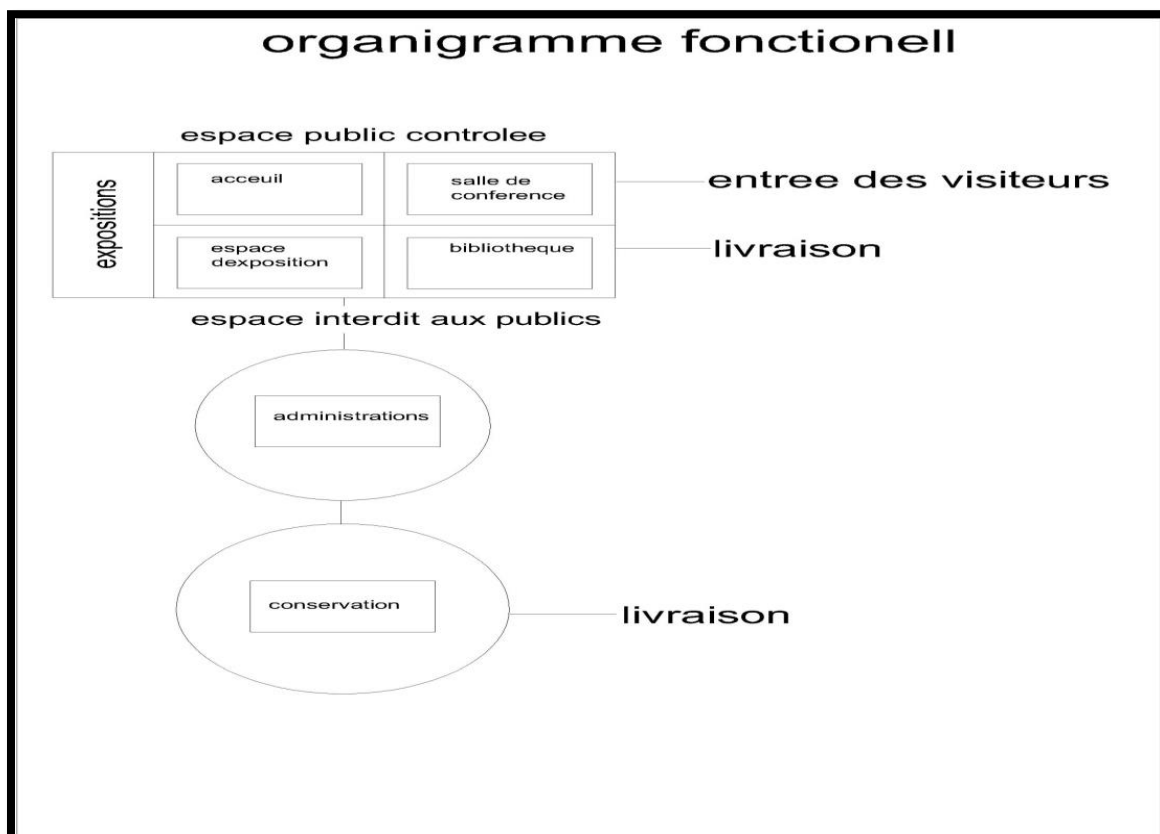 organigramme fonctionell
espace public controlee
expositions
acceuil
salle de
conference
entree des visiteurs
espace
dexposition
bibliotheque
livraison
espace interdit aux publics
administrations
conservation
livraison